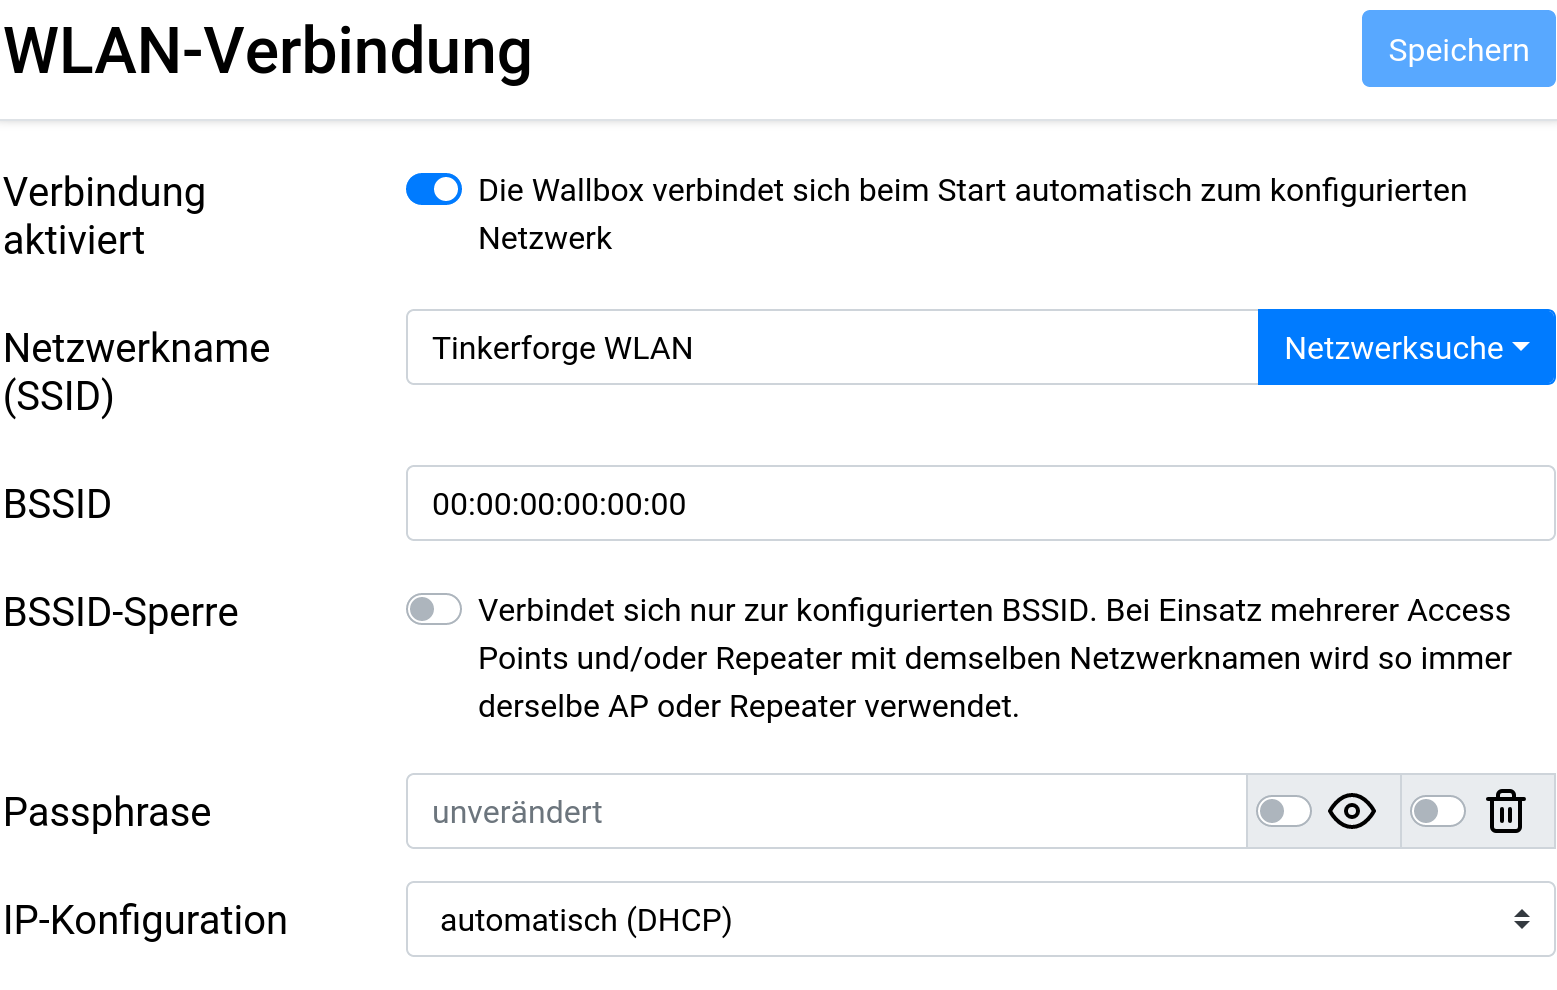 WLAN-Verbindung
Speichern
Verbindung
aktiviert
Die Wallbox verbindet sich beim Start automatisch zum konfigurierten
Netzwerk
Netzwerkname
(SSID)
Tinkerforge WLAN
Netzwerksuche
BSSID
00:00:00:00:00:00
BSSID-Sperre
Verbindet sich nur zur konfigurierten BSSID. Bei Einsatz mehrerer Access
Points und/oder Repeater mit demselben Netzwerknamen wird so immer
derselbe AP oder Repeater verwendet.
Passphrase
unverändert
IP-Konfiguration
automatisch (DHCP)